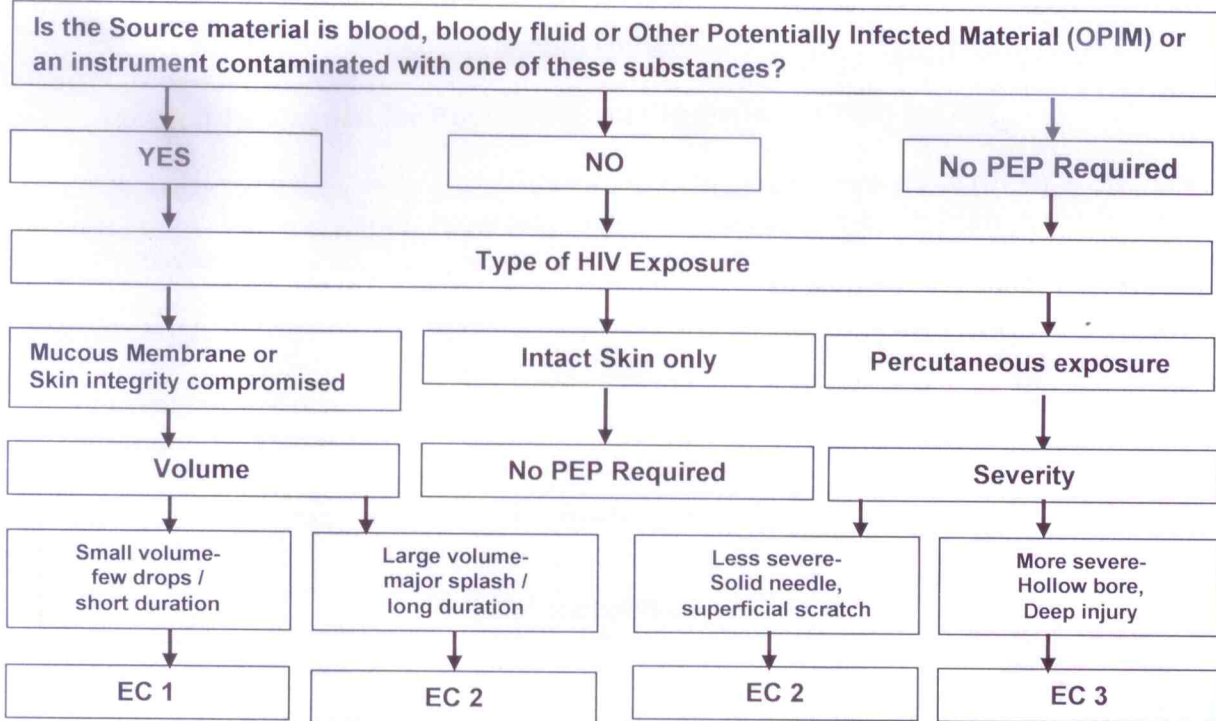 Is the Source material is blood, bloody fluid or Other Potentially Infected Material (OPIM) or
an instrument contaminated with one of these substances?
YES
NO
No PEP Required
Type of HIV Exposure
Mucous Membrane or
Skin integrity compromised
Intact Skin only
Percutaneous exposure
Volume
No PEP Required
Severity
Small volume-
few drops /
short duration
Large volume-
major splash /
long duration
Less severe-
Solid needle,
superficial scratch
More severe-
Hollow bore,
Deep injury
EC 1
EC 2
EC 2
EC 3